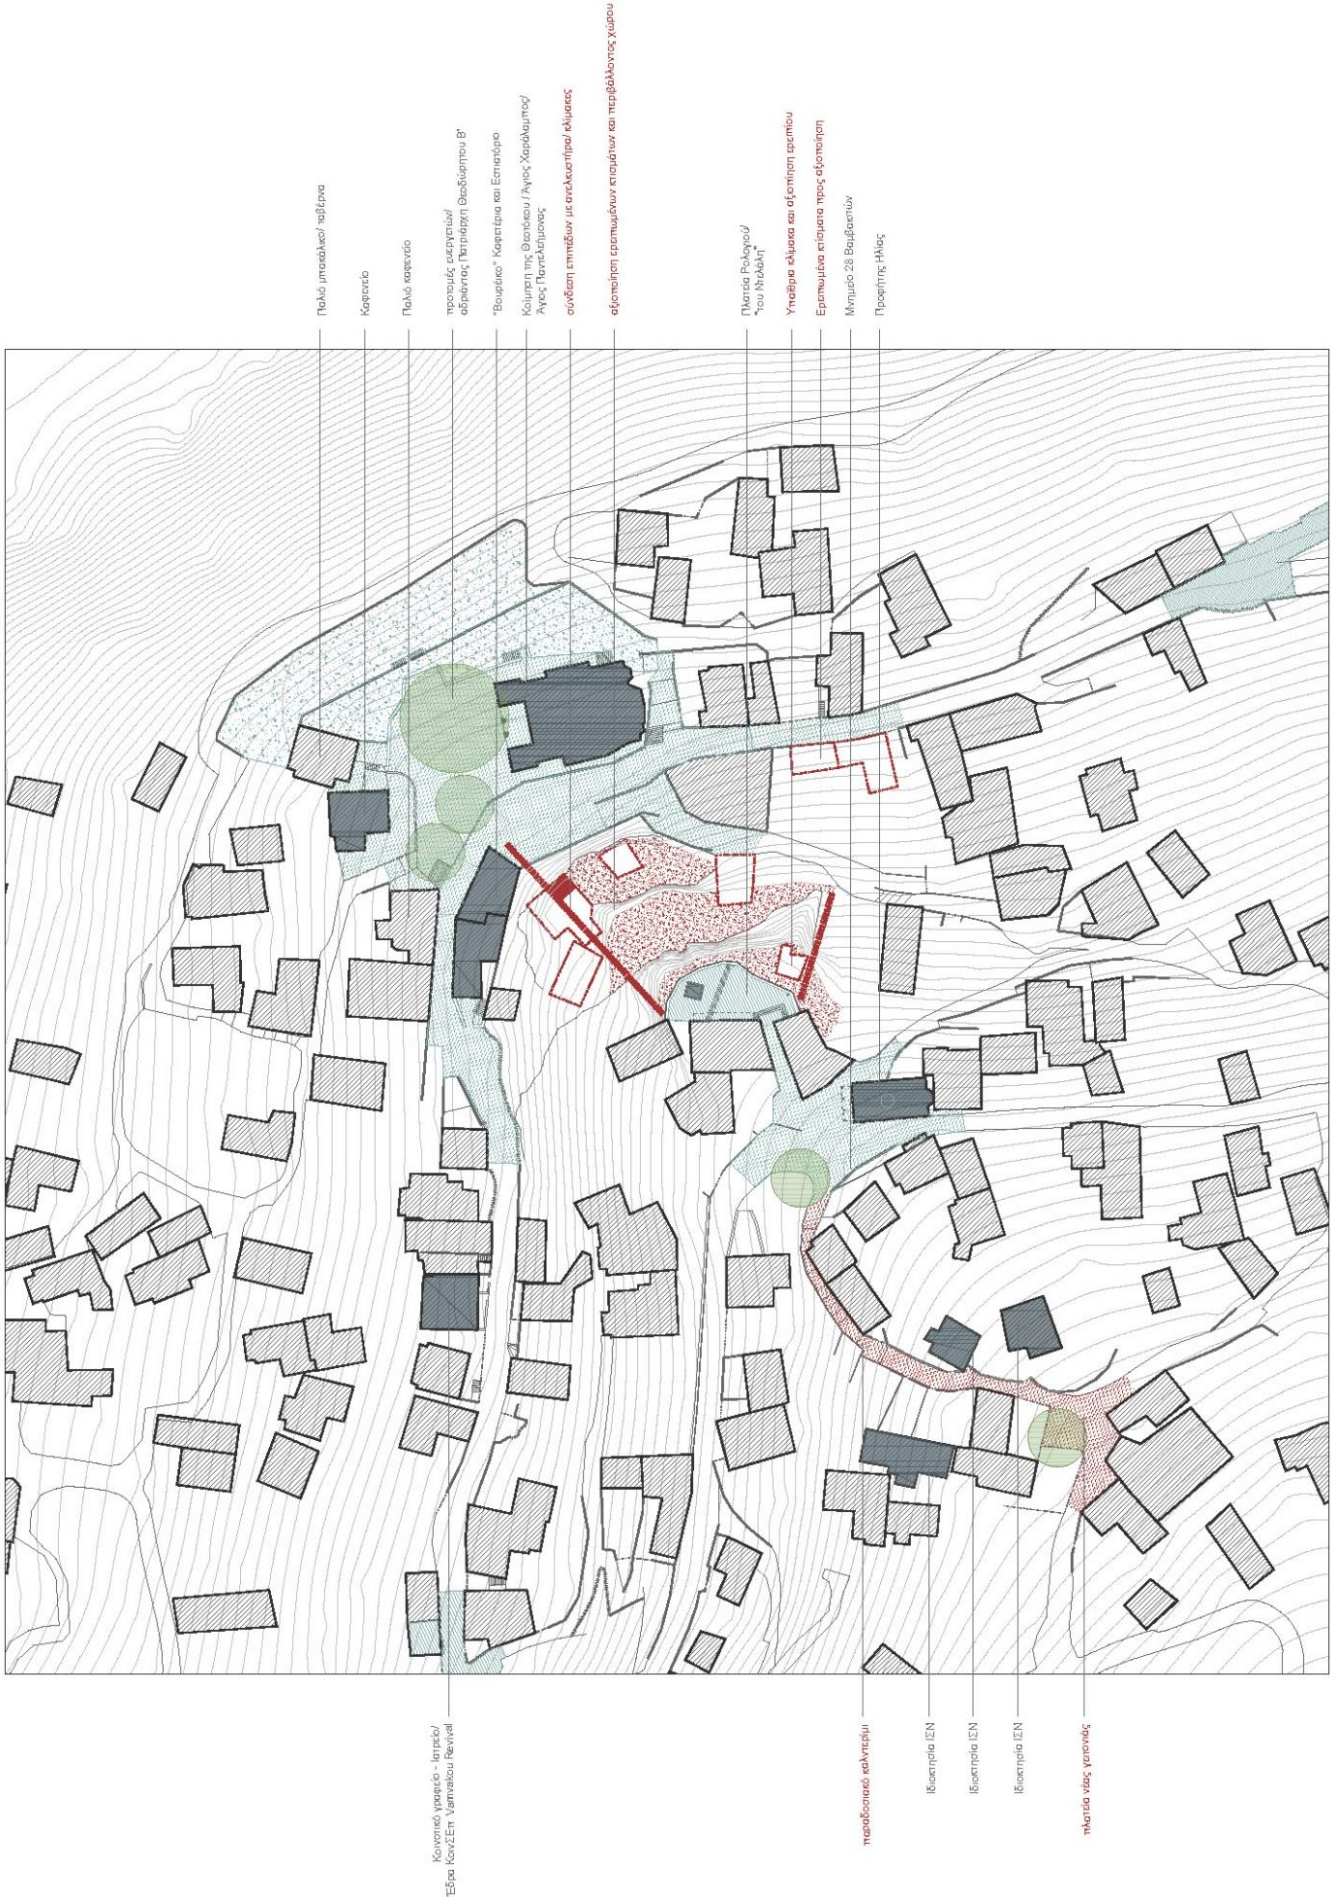 Παλιό μπακάλικο/ ταβέρνα
Καφενείο
Παλιό καφενείο
προτομές ευεργετών/
αδριάντας Πατριάρχη Θεοδώρητου Β'
"Βουρέικο" Καφετέρια και Εστιατόριο
Κοίμηση της Θεοτόκου / Άγιος Χαράλαμπος/
Άγιος Παντελεήμονας
σύνδεση επιπέδων με ανελκυστήρα/ κλίμακες
αξιοποίηση ερειπωμένων κτισμάτων και περιβάλλοντος χώρου
Πλατεία Ρολογιού/
"του Ντελάλη"
Υπαίθρια κλίμακα και αξιοποίηση ερειπίου
Ερειπωμένα κτίσματα προς αξιοποίηση
Μνημείο 28 Βαμβακιτών
Προφήτης Ηλίας
Κοινοτικό γραφείο - Ιατρείο/
Έδρα ΚοινΣΕπ Vamvakou Revival
παραδοσιακό καλντερίμι
Ιδιοκτησία ΙΣΝ
Ιδιοκτησία ΙΣΝ
Ιδιοκτησία ΙΣΝ
πλατεία νέας γειτονιάς